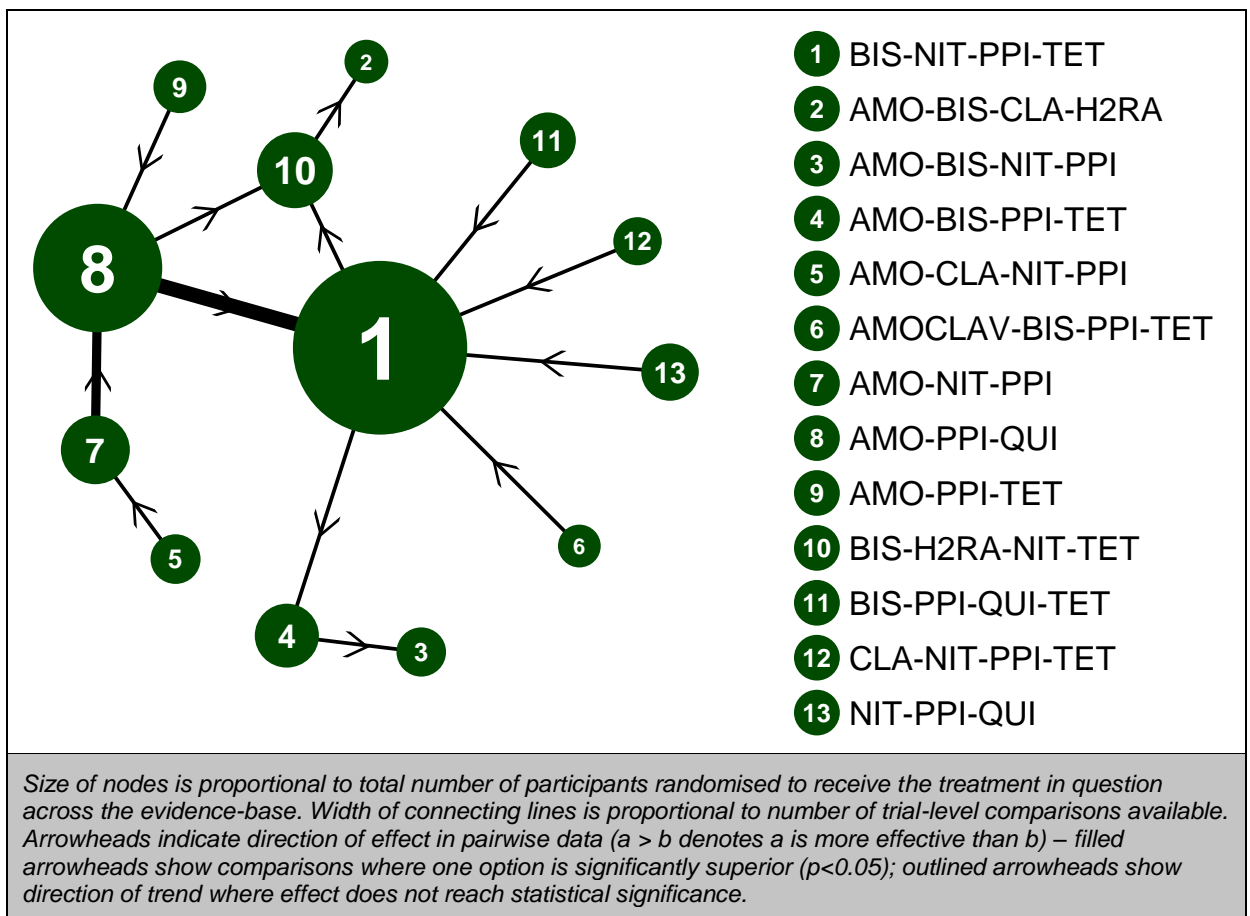 2
9
11
10
12
8
1
13
7
6
5
4
3
1 BIS-NIT-PPI-TET
2 AMO-BIS-CLA-H2RA
3 AMO-BIS-NIT-PPI
4 AMO-BIS-PPI-TET
5 AMO-CLA-NIT-PPI
6 AMOCLAV-BIS-PPI-TET
7 AMO-NIT-PPI
8 AMO-PPI-QUI
9 AMO-PPI-TET
10 BIS-H2RA-NIT-TET
11 BIS-PPI-QUI-TET
12 CLA-NIT-PPI-TET
13 NIT-PPI-QUI
Size of nodes is proportional to total number of participants randomised to receive the treatment in question
across the evidence-base. Width of connecting lines is proportional to number of trial-level comparisons available.
Arrowheads indicate direction of effect in pairwise data (a > b denotes a is more effective than b) – filled
arrowheads show comparisons where one option is significantly superior (p<0.05); outlined arrowheads show
direction of trend where effect does not reach statistical significance.